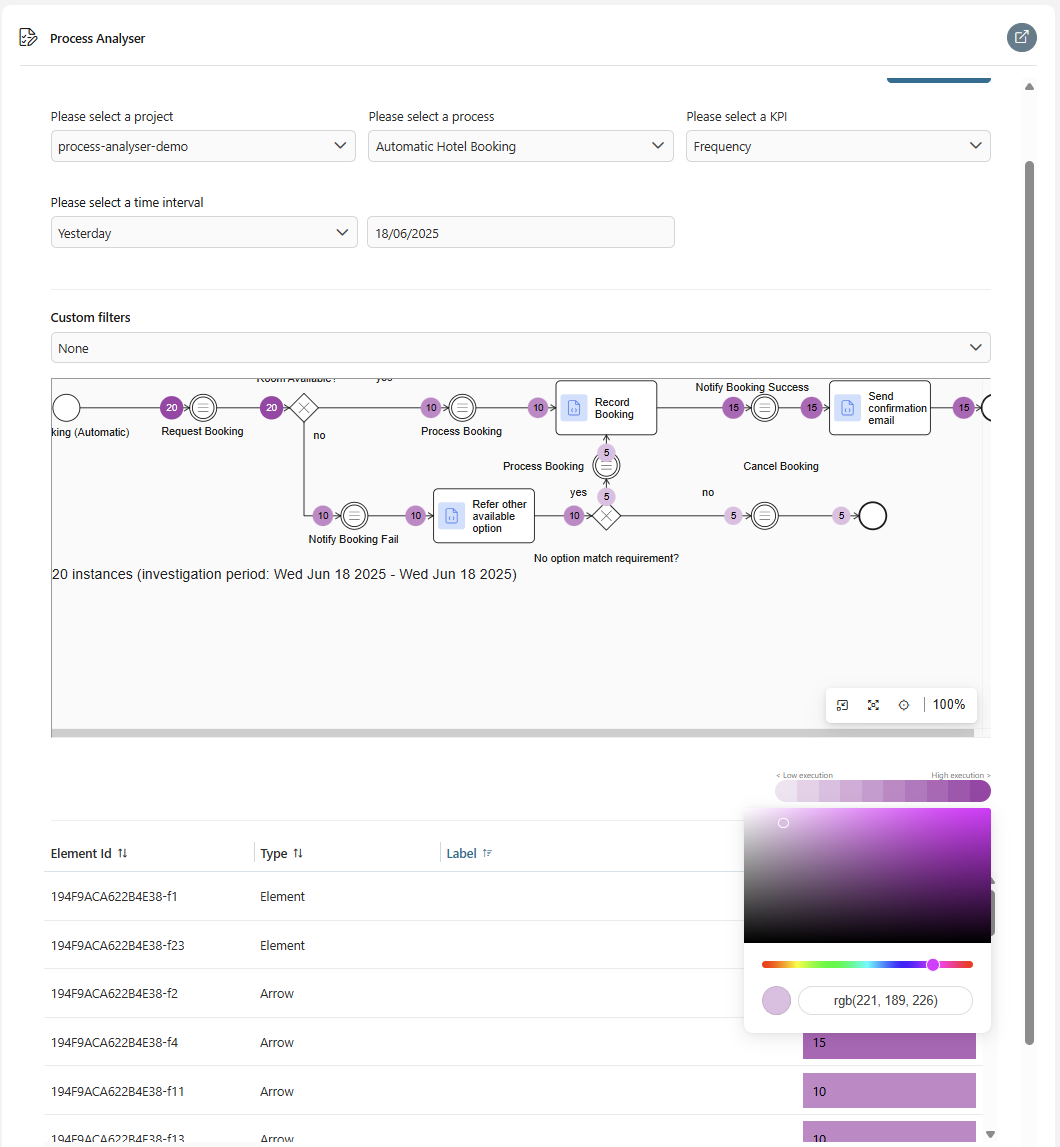 Process Analyser
Please select a project
Please select a process
Please select a KPI
process-analyser-demo
Automatic Hotel Booking
Frequency
Please select a time interval
Yesterday
18/06/2025
Custom filters
None
Room Available?
yes
Notify Booking Success
20
20
10
10
Record
Booking
15
15
Send
confirmation
email
15
king (Automatic)
Request Booking
no
Process Booking
5
Process Booking
Cancel Booking
yes
5
no
10
10
Refer other
available
option
10
5
5
Notify Booking Fail
No option match requirement?
20 instances (investigation period: Wed Jun 18 2025 - Wed Jun 18 2025)
100%
< Low execution
High execution >
Element Id
Type
Label
194F9ACA622B4E38-f1
Element
194F9ACA622B4E38-f23
Element
194F9ACA622B4E38-f2
Arrow
rgb(221, 189, 226)
194F9ACA622B4E38-f4
Arrow
15
194F9ACA622B4E38-f11
Arrow
10
194F9ACA622B4E38-f13
Arrow
10